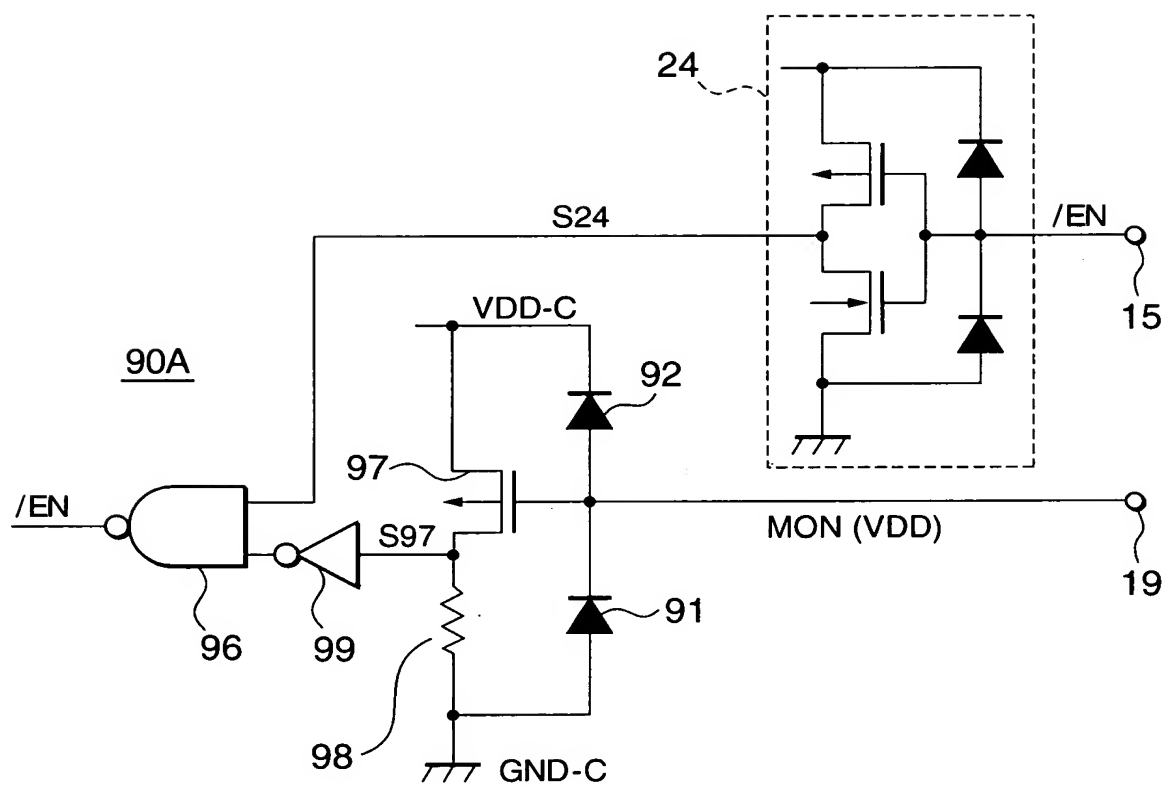 24
S24
/EN
15
VDD-C
90A
92
97
/EN
S97
MON (VDD)
19
96
99
91
98
GND-C